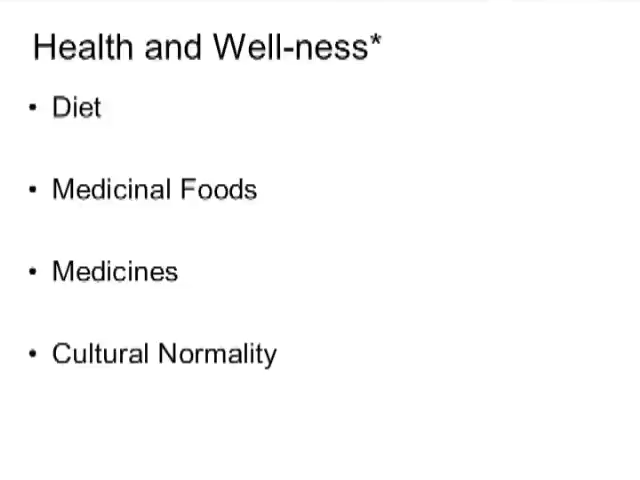 Health and Well-ness*
• Diet
• Medicinal Foods
• Medicines
• Cultural Normality